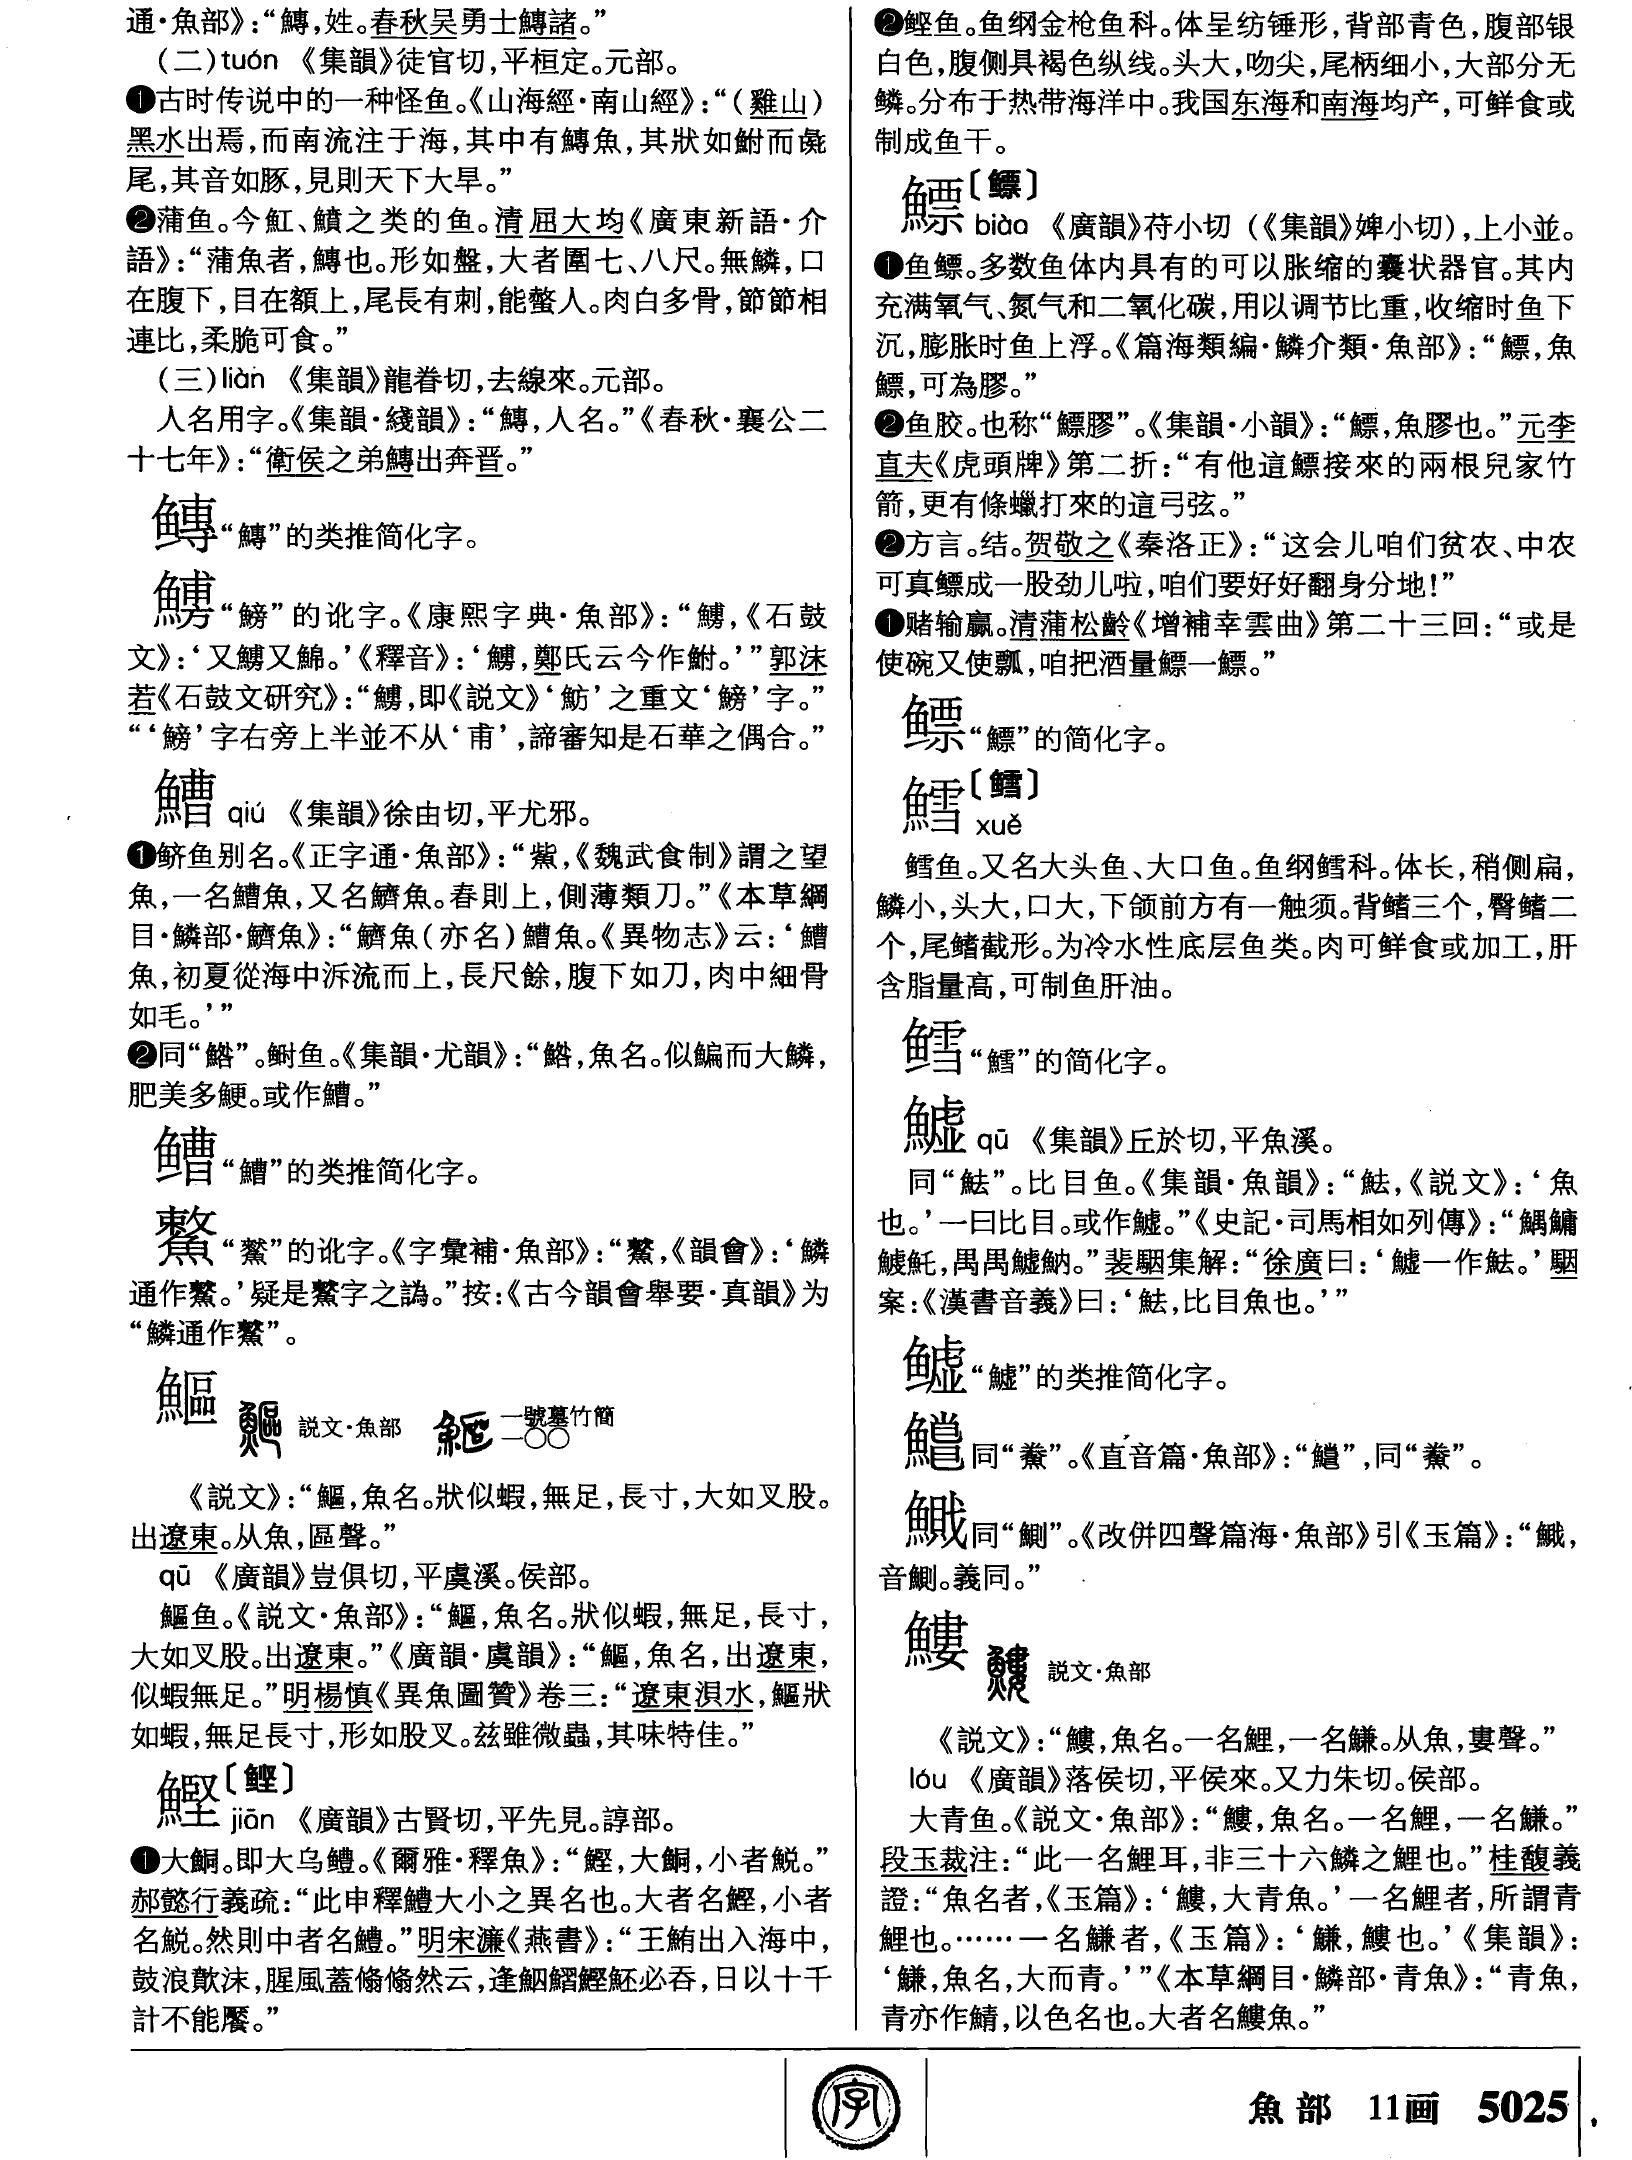 通·魚部》：“鱄，姓。春秋吴勇士鱄諸。”
（二）tuán 《集韻》徒官切，平桓定。元部。
❶古时传说中的一种怪鱼。《山海經·南山經》：“（雞山）
黑水出焉，而南流注于海，其中有鱄魚，其狀如鮒而彘
尾，其音如豚，見則天下大旱。”
❷蒲鱼。今魟、鱝之类的鱼。清屈大均《廣東新語·介
語》：“蒲魚者，鱄也。形如盤，大者圍七、八尺。無鱗，口
在腹下，目在額上，尾長有刺，能螫人。肉白多骨，節節相
連比，柔脆可食。”
（三）liàn 《集韻》龍眷切，去線來。元部。
人名用字。《集韻·綫韻》：“鱄，人名。”《春秋·襄公二
十七年》：“衛侯之弟鱄出奔晋。”
“鱄”的类推简化字。
“鰟”的讹字。《康熙字典·魚部》：“，《石鼓
文》：‘又又鯞。’《釋音》：‘，鄭氏云今作鮒。’”郭沫
若《石鼓文研究》：“，即《説文》‘魴’之重文‘鰟’字。”
“‘鰟’字右旁上半並不从‘甫’，諦審知是石華之偶合。”
鰽 qiú 《集韻》徐由切，平尤邪。
❶鲚鱼别名。《正字通·魚部》：“鮆，《魏武食制》謂之望
魚，一名鰽魚，又名鱭魚。春則上，側薄類刀。”《本草綱
目·鱗部·鱭魚》：“鱭魚（亦名）鰽魚。《異物志》云：‘鰽
魚，初夏從海中泝流而上，長尺餘，腹下如刀，肉中細骨
如毛。’”
❷同“鯦”。鲥鱼。《集韻·尤韻》：“鯦，魚名。似鯿而大鱗，
肥美多鯁。或作鰽。”
“鰽”的类推简化字。
“”的讹字。《字彙補·魚部》：“，《韻會》：‘鱗
通作。’疑是字之譌。”按：《古今韻會舉要·真韻》为
“鱗通作”。
鰸 説文·魚部 一號墓竹簡
一〇〇
《説文》：“鰸，魚名。狀似蝦，無足，長寸，大如叉股。
出遼東。从魚，區聲。”
qū 《廣韻》豈俱切，平虞溪。侯部。
鰸鱼。《説文·魚部》：“鰸，魚名。狀似蝦，無足，長寸，
大如叉股。出遼東。”《廣韻·虞韻》：“鰸，魚名，出遼東，
似蝦無足。”明楊慎《異魚圖贊》卷三：“遼東浿水，鰸狀
如蝦，無足長寸，形如股叉。兹雖微蟲，其味特佳。”
鰹〔鲣〕
jiān 《廣韻》古賢切，平先見。諄部。
❶大鮦。即大乌鳢。《爾雅·釋魚》：“鰹，大鮦，小者鮵。”
郝懿行義疏：“此申釋鱧大小之異名也。大者名鰹，小者
名鮵。然則中者名鱧。”明宋濂《燕書》：“王鮪出入海中，
鼓浪歕沫，腥風蓋翛翛然云，逢鰹魾必吞，日以十千
計不能饜。”
❷鲣鱼。鱼纲金枪鱼科。体呈纺锤形，背部青色，腹部银
白色，腹侧具褐色纵线。头大，吻尖，尾柄细小，大部分无
鳞。分布于热带海洋中。我国东海和南海均产，可鲜食或
制成鱼干。
鰾〔鳔〕
biào 《廣韻》苻小切（《集韻》婢小切），上小並。
❶鱼鳔。多数鱼体内具有的可以胀缩的囊状器官。其内
充满氧气、氮气和二氧化碳，用以调节比重，收缩时鱼下
沉，膨胀时鱼上浮。《篇海類編·鱗介類·魚部》：“鰾，魚
鰾，可為膠。”
❷鱼胶。也称“鰾膠”。《集韻·小韻》：“鰾，魚膠也。”元李
直夫《虎頭牌》第二折：“有他這鰾接來的兩根兒家竹
箭，更有條蠟打來的這弓弦。”
❷方言。结。贺敬之《秦洛正》：“这会儿咱们贫农、中农
可真鳔成一股劲儿啦，咱们要好好翻身分地！”
❶赌输赢。清蒲松齡《增補幸雲曲》第二十三回：“或是
使碗又使瓢，咱把酒量鰾一鰾。”
鳔“鰾”的简化字。
鱈〔鳕〕
xuě
鳕鱼。又名大头鱼、大口鱼。鱼纲鳕科。体长，稍侧扁，
鳞小，头大，口大，下颌前方有一触须。背鳍三个，臀鳍二
个，尾鳍截形。为冷水性底层鱼类。肉可鲜食或加工，肝
含脂量高，可制鱼肝油。
鳕“鱈”的简化字。
魖 qū 《集韻》丘於切，平魚溪。
同“魼”。比目鱼。《集韻·魚韻》：“魼，《説文》：‘魚
也。’一曰比目。或作鱋。”《史記·司馬相如列傳》：“鰅鱅
鰬魠，禺禺鱋魶。”裴駰集解：“徐廣曰：‘鱋一作魼。’駰
案：《漢書音義》曰：‘魼，比目魚也。’”
“鱋”的类推简化字。
同“鮝”。《直音篇·魚部》：“”，同“鮝”。
同“鰂”。《改併四聲篇海·魚部》引《玉篇》：“，
音鰂。義同。”
鰱 説文·魚部
《説文》：“鱳，魚名。一名鯉，一名鰜。从魚，婁聲。”
lóu 《廣韻》落侯切，平侯來。又力朱切。侯部。
大青鱼。《説文·魚部》：“鷜，魚名。一名鯉，一名鰜。”
段玉裁注：“此一名鯉耳，非三十六鱗之鯉也。”桂馥義
證：“魚名者，《玉篇》：‘䱾，大青魚。’一名鯉者，所謂青
鯉也。……一名鰜者，《玉篇》：‘鰜，鱼也。’《集韻》：
‘鰜，魚名，大而青。’”《本草綱目·鱗部·青魚》：“青魚，
青亦作鯖，以色名也。大者名魚。”
魚部 11画 5025